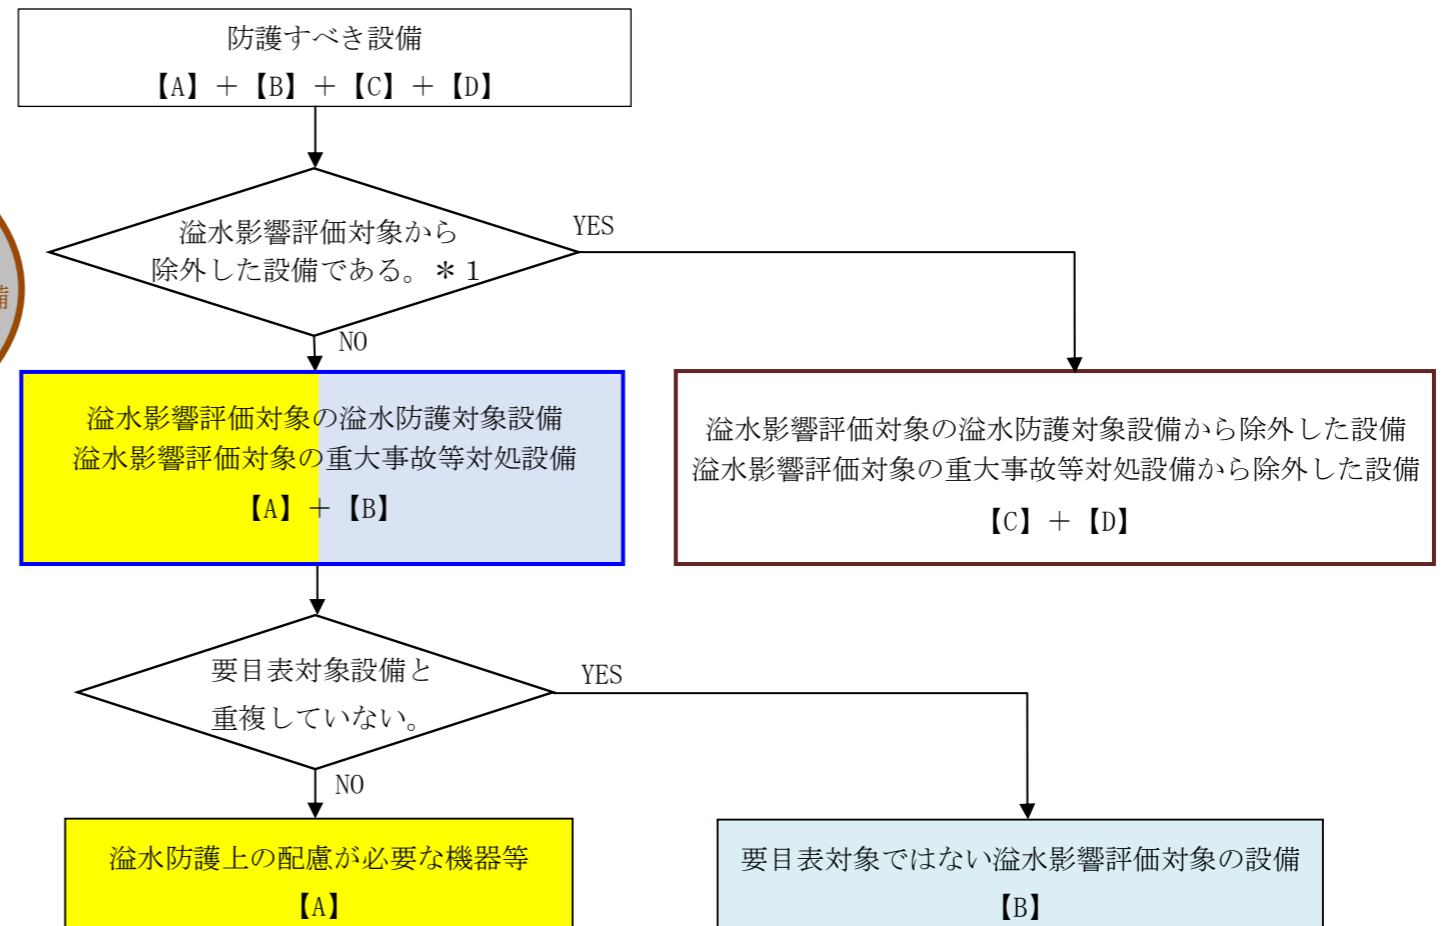 防護すべき設備
【A】＋【B】＋【C】＋【D】
溢水影響評価対象から
除外した設備である。＊１
YES
NO
備
溢水影響評価対象の溢水防護対象設備
溢水影響評価対象の重大事故等対処設備
【A】＋【B】
溢水影響評価対象の溢水防護対象設備から除外した設備
溢水影響評価対象の重大事故等対処設備から除外した設備
【C】＋【D】
要目表対象設備と
重複していない。
YES
NO
溢水防護上の配慮が必要な機器等
【A】
要目表対象ではない溢水影響評価対象の設備
【B】